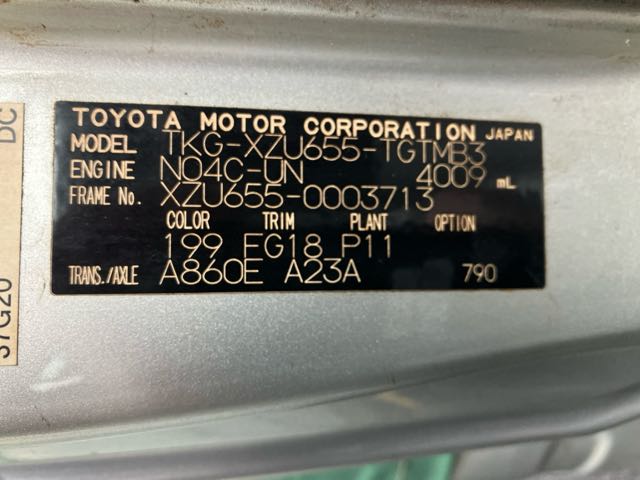 TOYOTA MOTOR CORPORATION JAPAN
MODEL TKG-XZU655-TGTMB3
ENGINE N04C-UN 4009 mL
FRAME No. XZU655-0003713
COLOR TRIM PLANT OPTION
199 FG18 P11
TRANS./AXLE A860E A23A 790
DC